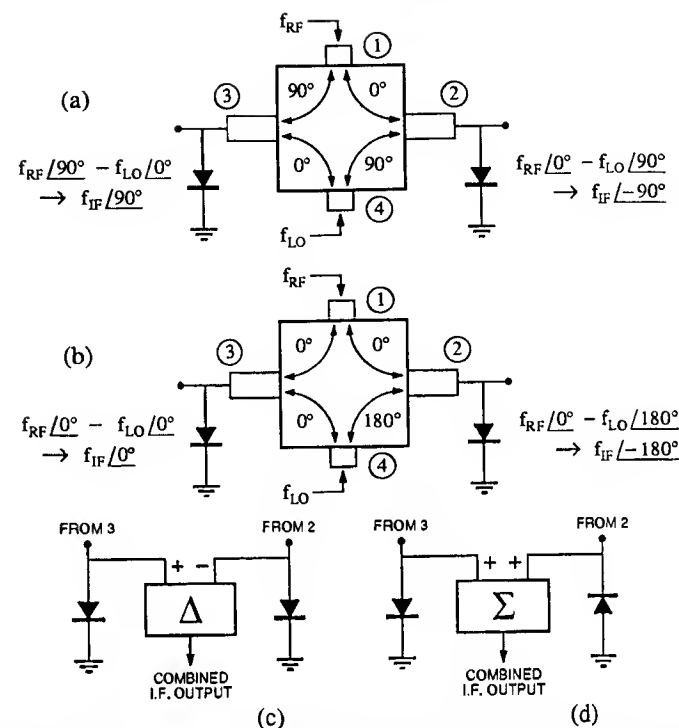 f_RF
①
(a)
③
90°
0°
②
f_RF/90° − f_LO/0°
→ f_IF/90°
0°
90°
f_RF/0° − f_LO/90°
→ f_IF/−90°
④
f_LO
f_RF
①
(b)
③
0°
0°
②
f_RF/0° − f_LO/0°
→ f_IF/0°
0°
180°
f_RF/0° − f_LO/180°
→ f_IF/−180°
④
f_LO
FROM 3
FROM 2
FROM 3
FROM 2
+ −
+ +
Δ
Σ
COMBINED
I.F. OUTPUT
COMBINED
I.F. OUTPUT
(c)
(d)